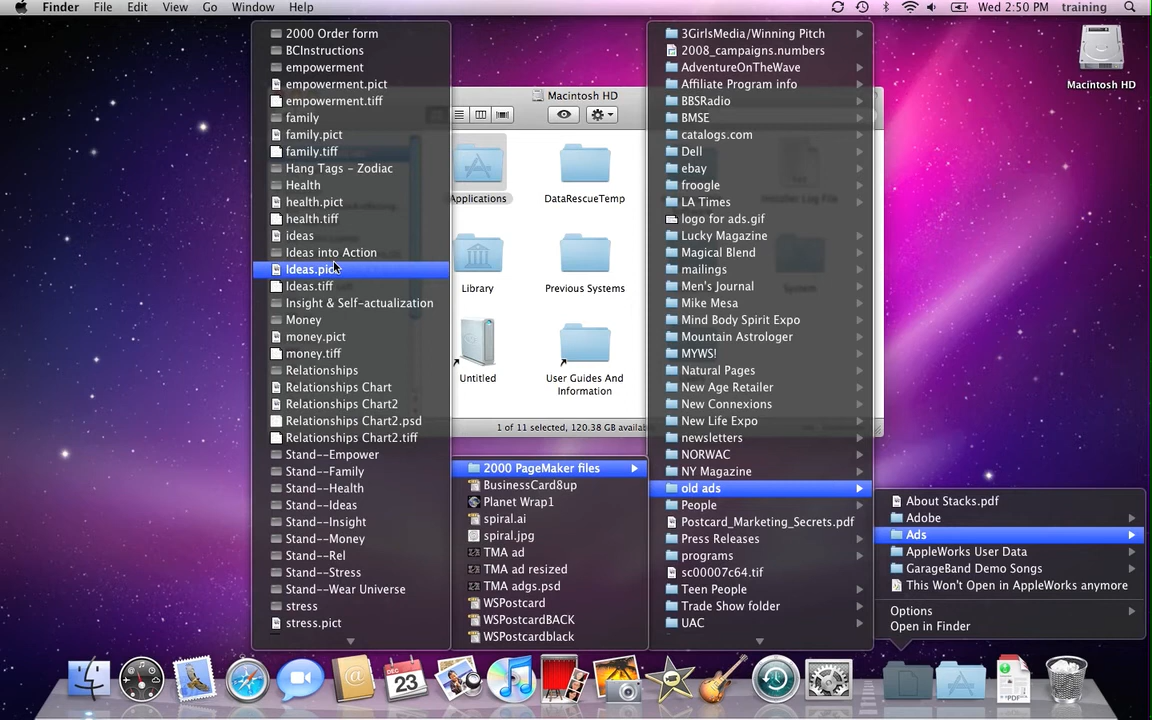 Finder File Edit View Go Window Help
Wed 2:50 PM training
Macintosh HD
2000 Order form
BCInstructions
empowerment
empowerment.pict
empowerment.tiff
family
family.pict
family.tiff
Hang Tags - Zodiac
Health
health.pict
health.tiff
ideas
Ideas into Action
Ideas.pict
Ideas.tiff
Insight & Self-actualization
Money
money.pict
money.tiff
Relationships
Relationships Chart
Relationships Chart2
Relationships Chart2.psd
Relationships Chart2.tiff
Stand--Empower
Stand--Family
Stand--Health
Stand--Ideas
Stand--Insight
Stand--Money
Stand--Rel
Stand--Stress
Stand--Wear Universe
stress
stress.pict
Macintosh HD
Applications
DataRescueTemp
Installer Log File
Library
Previous Systems
System
Untitled
User Guides And
Information
1 of 11 selected, 120.38 GB
2000 PageMaker files
BusinessCard8up
Planet Wrap1
spiral.ai
spiral.jpg
TMA ad
TMA ad resized
TMA adgs.psd
WSPostcard
WSPostcardBACK
WSPostcardblack
3GirlsMedia/Winning Pitch
2008_campaigns.numbers
AdventureOnTheWave
Affiliate Program info
BBSRadio
BMSE
catalogs.com
Dell
ebay
froogle
LA Times
logo for ads.gif
Lucky Magazine
Magical Blend
mailings
Men's Journal
Mike Mesa
Mind Body Spirit Expo
Mountain Astrologer
MYWS!
Natural Pages
New Age Retailer
New Connexions
New Life Expo
newsletters
NORWAC
NY Magazine
old ads
People
Postcard_Marketing_Secrets.pdf
Press Releases
programs
sc00007c64.tif
Teen People
Trade Show folder
UAC
About Stacks.pdf
Adobe
Ads
AppleWorks User Data
GarageBand Demo Songs
This Won't Open in AppleWorks anymore
Options
Open in Finder
DEC
23
PDF